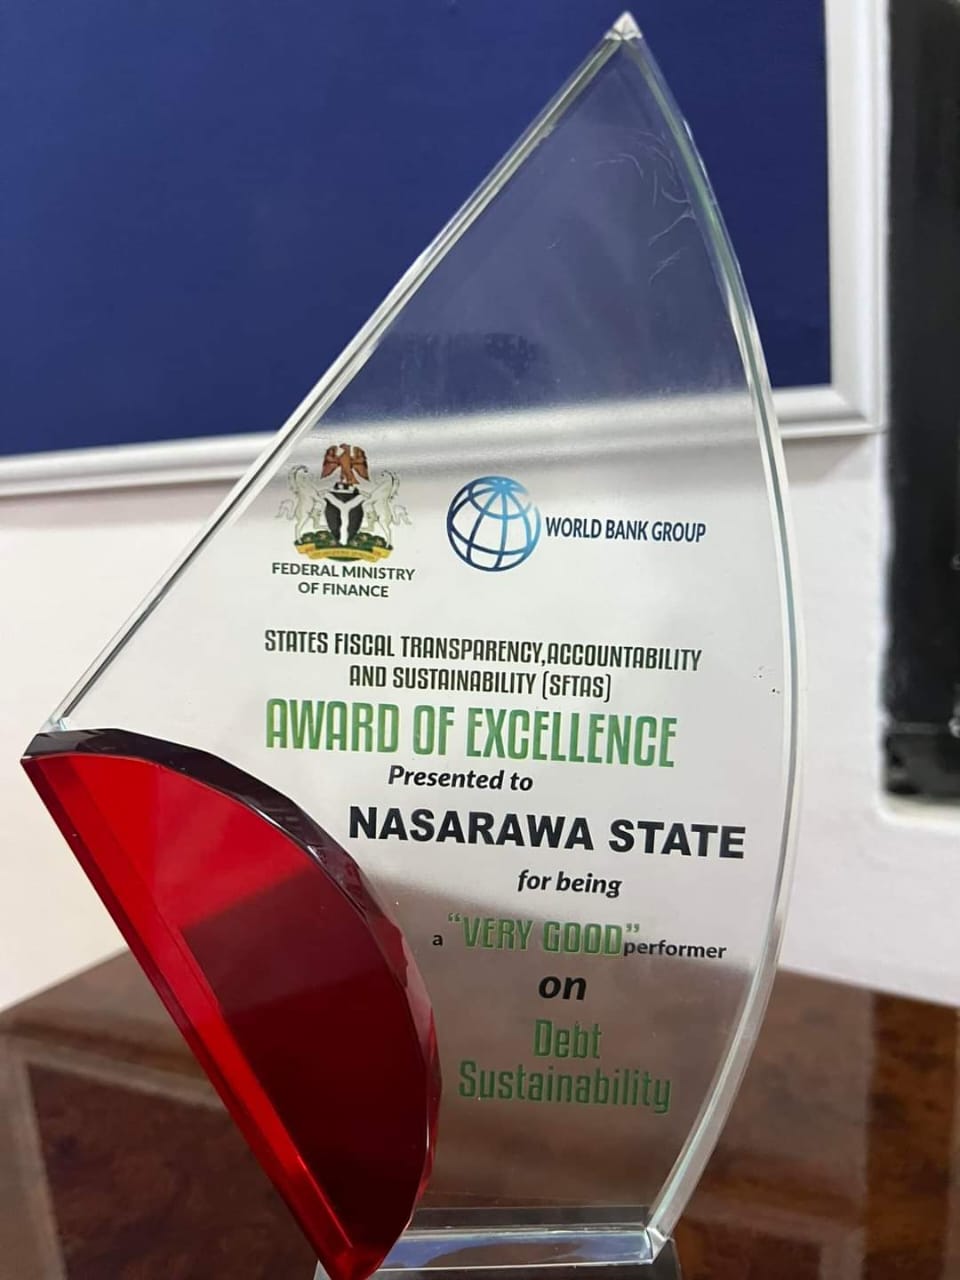 FEDERAL MINISTRY
OF FINANCE
WORLD BANK GROUP
STATES FISCAL TRANSPARENCY,ACCOUNTABILITY
AND SUSTAINABILITY (SFTAS)
AWARD OF EXCELLENCE
Presented to
NASARAWA STATE
for being
a "VERY GOOD" performer
on
Debt
Sustainability